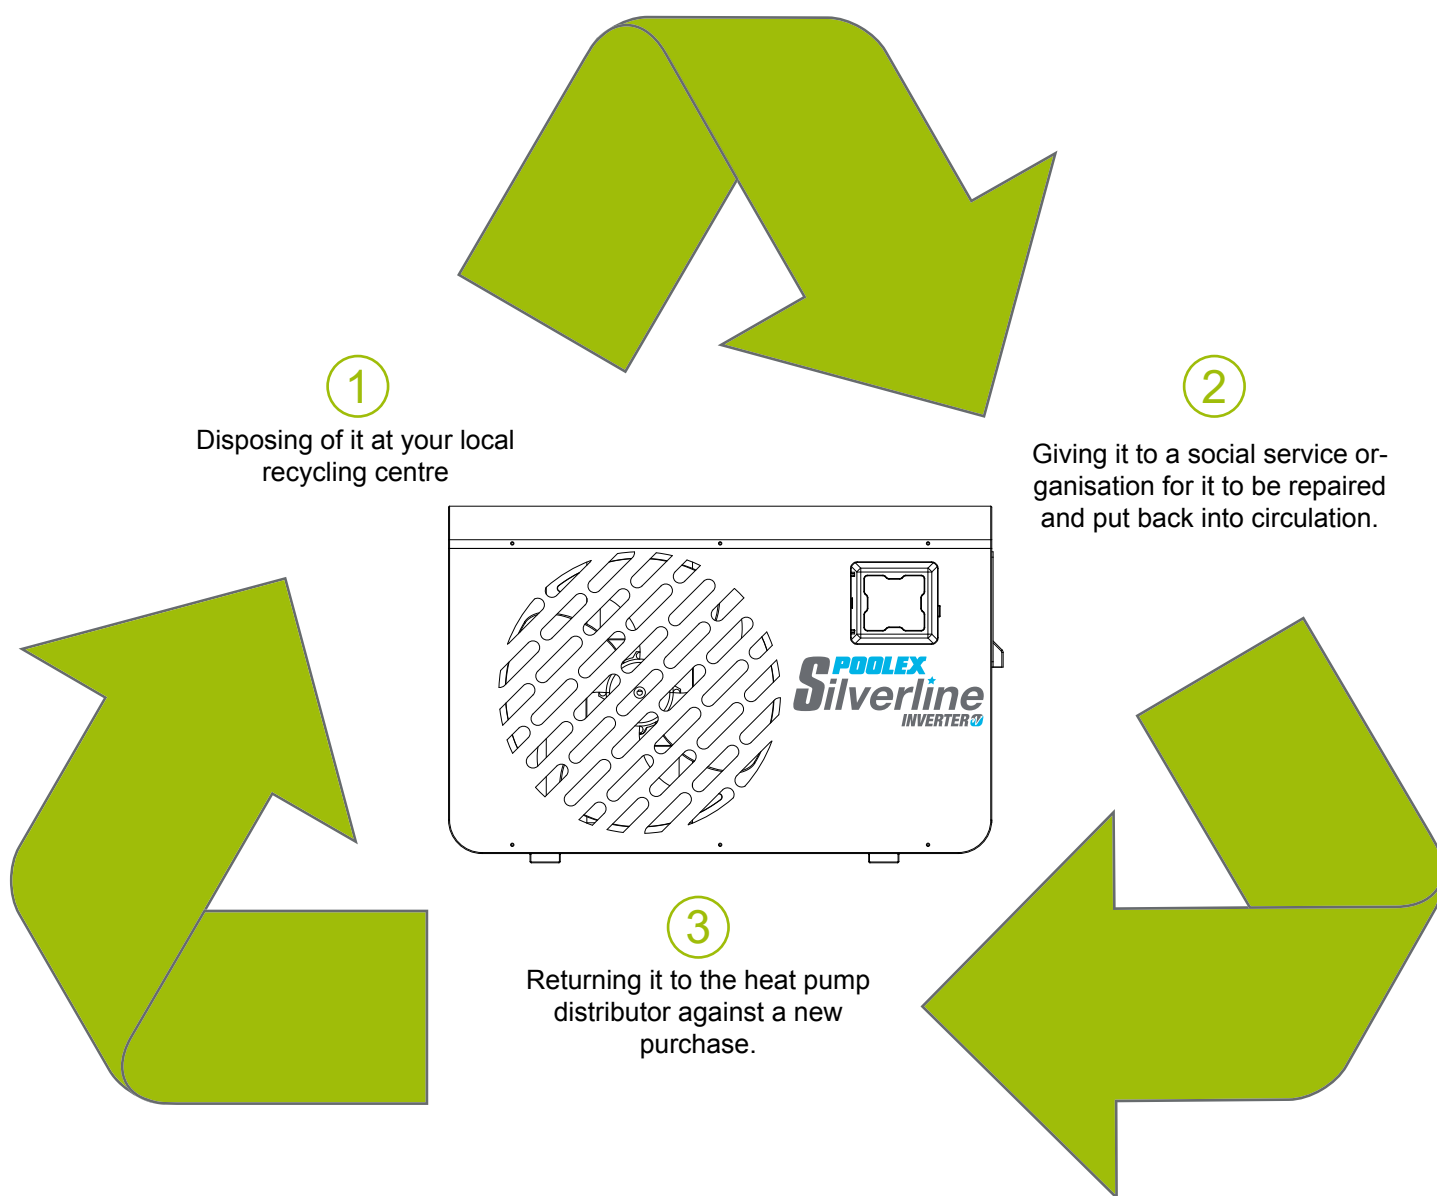 1
Disposing of it at your local
recycling centre
2
Giving it to a social service or-
ganisation for it to be repaired
and put back into circulation.
POOLEX
Silverline
INVERTER
3
Returning it to the heat pump
distributor against a new
purchase.